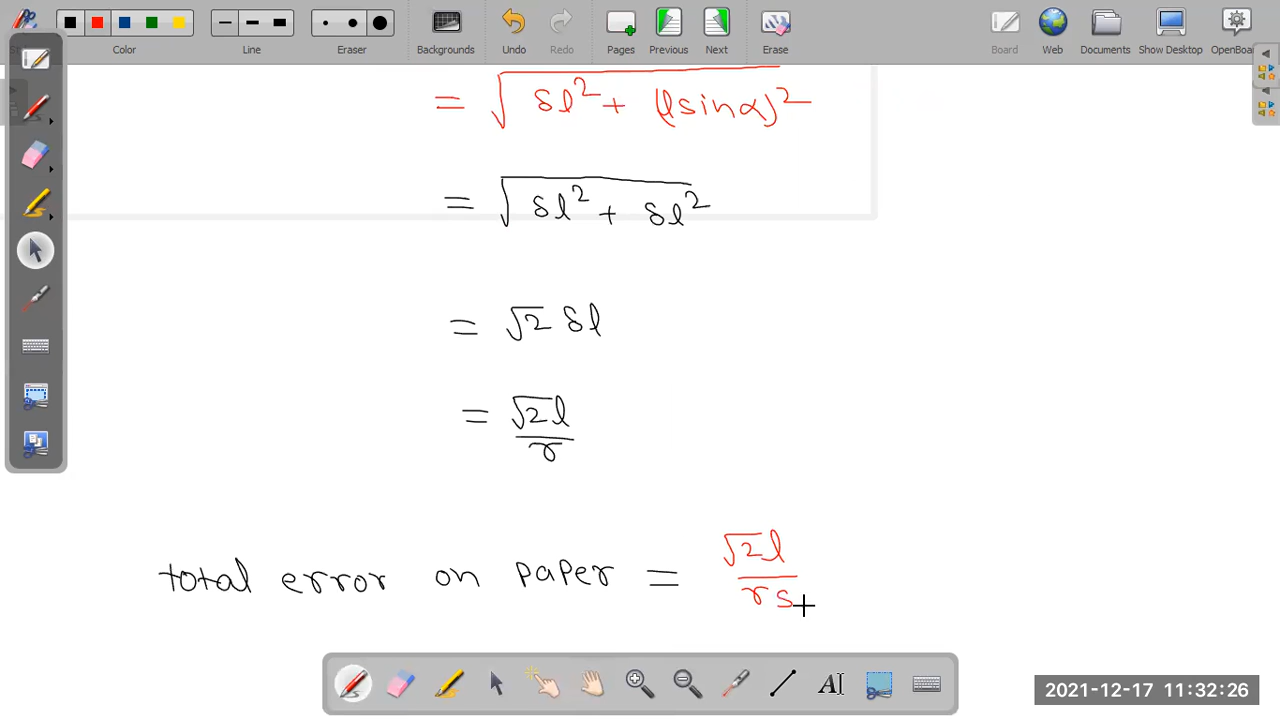 Color Line Eraser Backgrounds Undo Redo Pages Previous Next Erase Board Web Documents Show Desktop OpenBoa
= √δl² + (l sinα)²
= √δl² + δl²
= √2 δl
= √2 l / r
total error on paper = √2 l / r s
2021-12-17 11:32:26